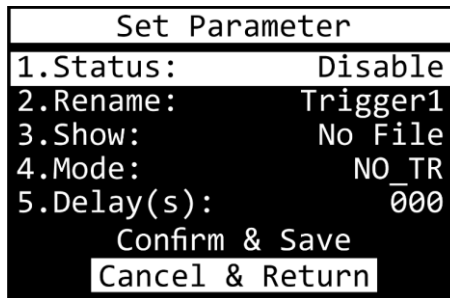 Set Parameter
1.Status: Disable
2.Rename: Trigger1
3.Show: No File
4.Mode: NO_TR
5.Delay(s): 000
Confirm & Save
Cancel & Return